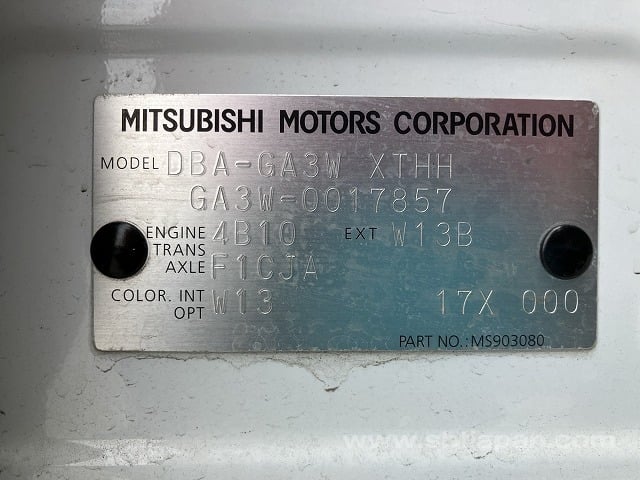 MITSUBISHI MOTORS CORPORATION
MODEL DBA-GA3W XTHH
GA3W-0017857
ENGINE 4B10 EXT W13B
TRANS
AXLE F1CJA
COLOR. INT W13 17X 000
OPT
PART NO.:MS903080
www.sbtjapan.com